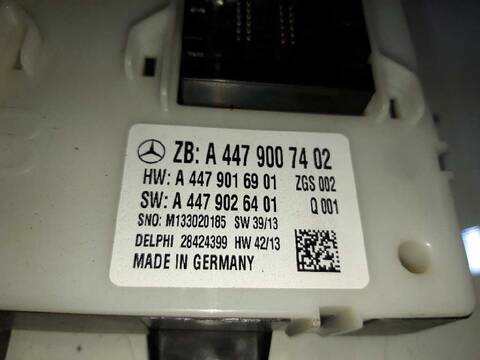 ZB: A 447 900 74 02
HW: A 447 901 69 01 ZGS 002
SW: A 447 902 64 01 Q 001
SNO: M133020185 SW 39/13
DELPHI 28424399 HW 42/13
MADE IN GERMANY